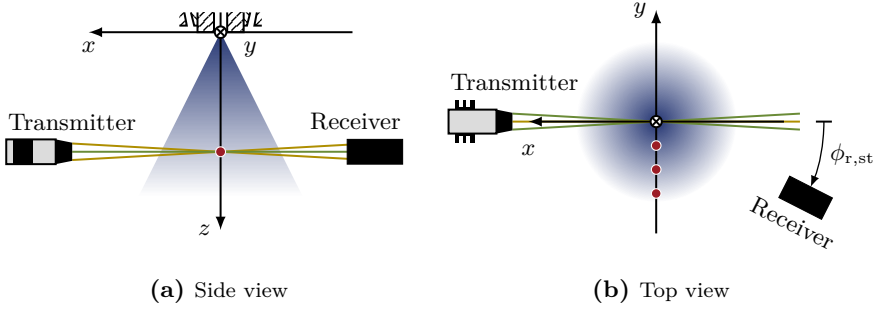 x
y
Transmitter
Receiver
z
(a) Side view
y
Transmitter
x
ϕr,st
Receiver
(b) Top view